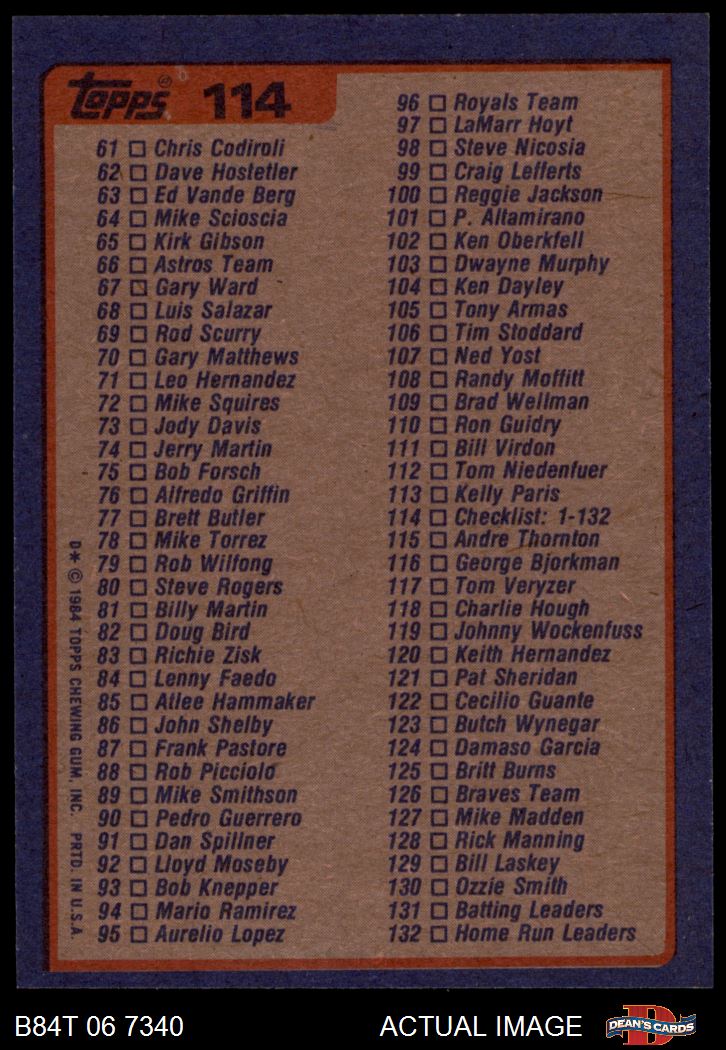 Topps 114
61 Chris Codiroli
62 Dave Hostetler
63 Ed Vande Berg
64 Mike Scioscia
65 Kirk Gibson
66 Astros Team
67 Gary Ward
68 Luis Salazar
69 Rod Scurry
70 Gary Matthews
71 Leo Hernandez
72 Mike Squires
73 Jody Davis
74 Jerry Martin
75 Bob Forsch
76 Alfredo Griffin
77 Brett Butler
78 Mike Torrez
79 Rob Wilfong
80 Steve Rogers
81 Billy Martin
82 Doug Bird
83 Richie Zisk
84 Lenny Faedo
85 Atlee Hammaker
86 John Shelby
87 Frank Pastore
88 Rob Picciolo
89 Mike Smithson
90 Pedro Guerrero
91 Dan Spillner
92 Lloyd Moseby
93 Bob Knepper
94 Mario Ramirez
95 Aurelio Lopez
96 Royals Team
97 LaMarr Hoyt
98 Steve Nicosia
99 Craig Lefferts
100 Reggie Jackson
101 P. Altamirano
102 Ken Oberkfell
103 Dwayne Murphy
104 Ken Dayley
105 Tony Armas
106 Tim Stoddard
107 Ned Yost
108 Randy Moffitt
109 Brad Wellman
110 Ron Guidry
111 Bill Virdon
112 Tom Niedenfuer
113 Kelly Paris
114 Checklist: 1-132
115 Andre Thornton
116 George Bjorkman
117 Tom Veryzer
118 Charlie Hough
119 Johnny Wockenfuss
120 Keith Hernandez
121 Pat Sheridan
122 Cecilio Guante
123 Butch Wynegar
124 Damaso Garcia
125 Britt Burns
126 Braves Team
127 Mike Madden
128 Rick Manning
129 Bill Laskey
130 Ozzie Smith
131 Batting Leaders
132 Home Run Leaders
D* © 1984 TOPPS CHEWING GUM, INC. PRTD. IN U.S.A.
B84T 06 7340 ACTUAL IMAGE D DEAN'S CARDS